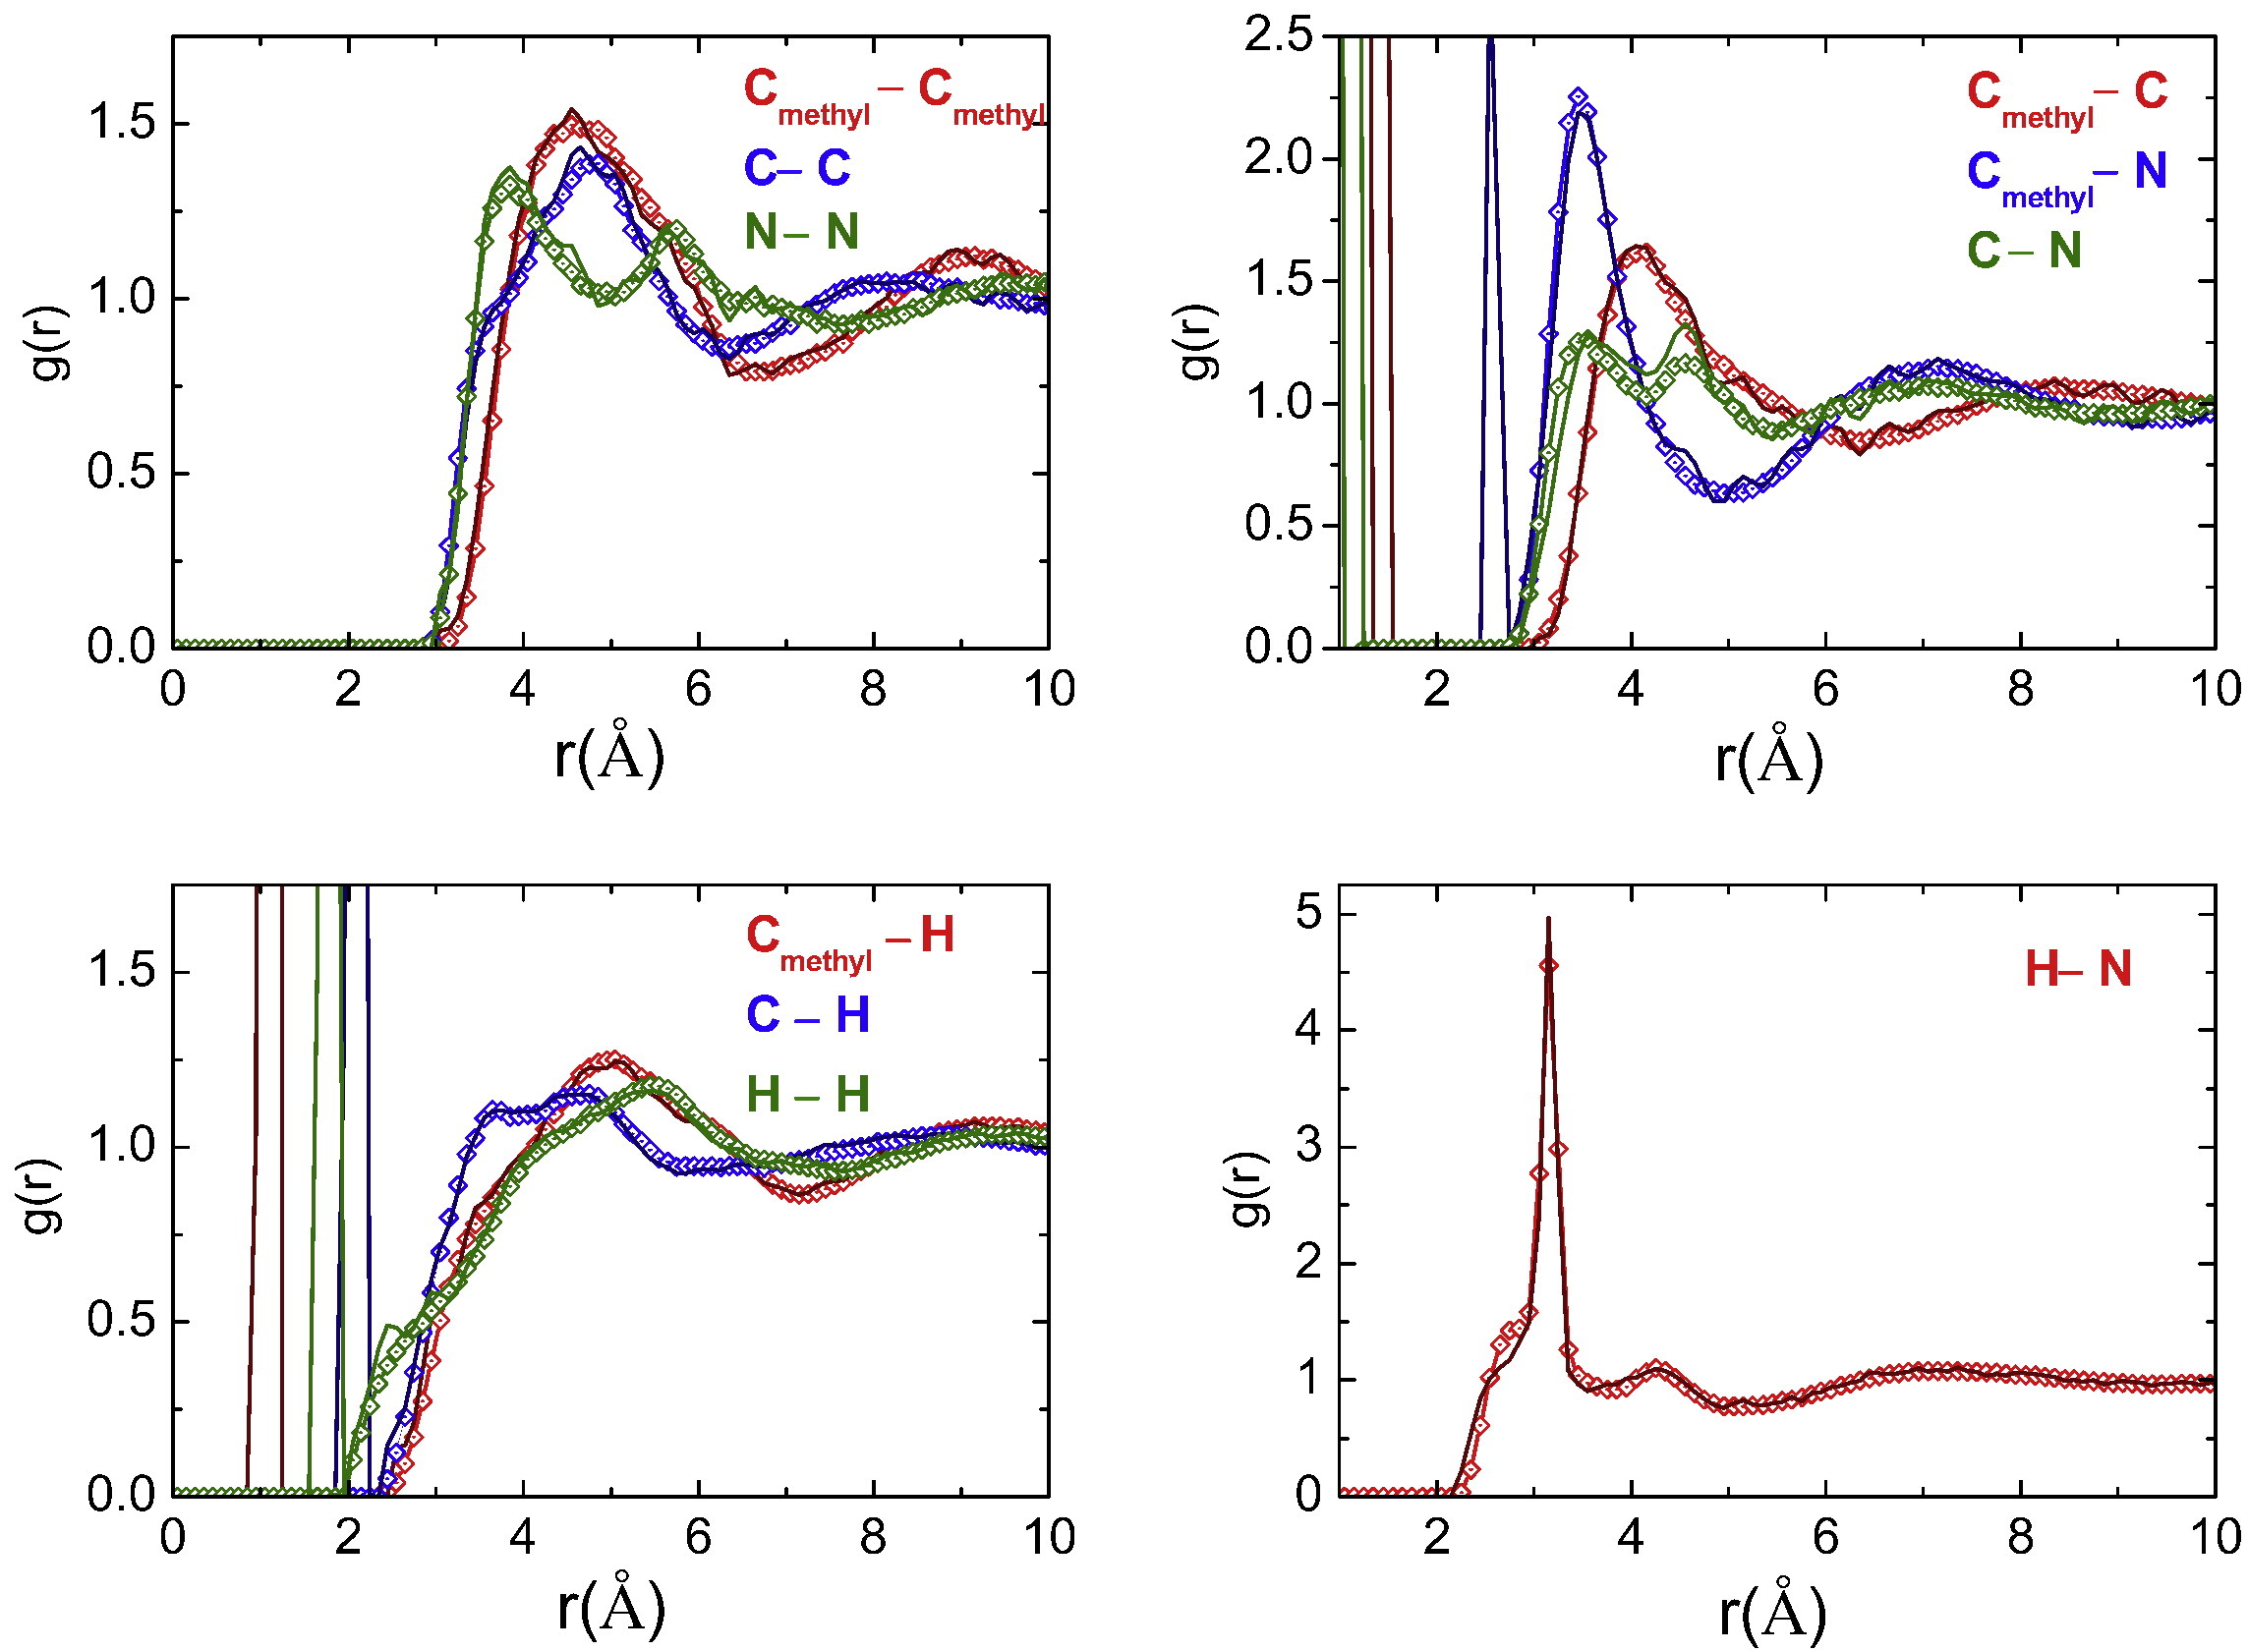 1.5
1.0
0.5
0.0
g(r)
Cmethyl – Cmethyl
C – C
N – N
0 2 4 6 8 10
r(Å)
2.5
2.0
1.5
1.0
0.5
0.0
g(r)
Cmethyl – C
Cmethyl – N
C – N
2 4 6 8 10
r(Å)
1.5
1.0
0.5
0.0
g(r)
Cmethyl – H
C – H
H – H
0 2 4 6 8 10
r(Å)
5
4
3
2
1
0
g(r)
H – N
2 4 6 8 10
r(Å)